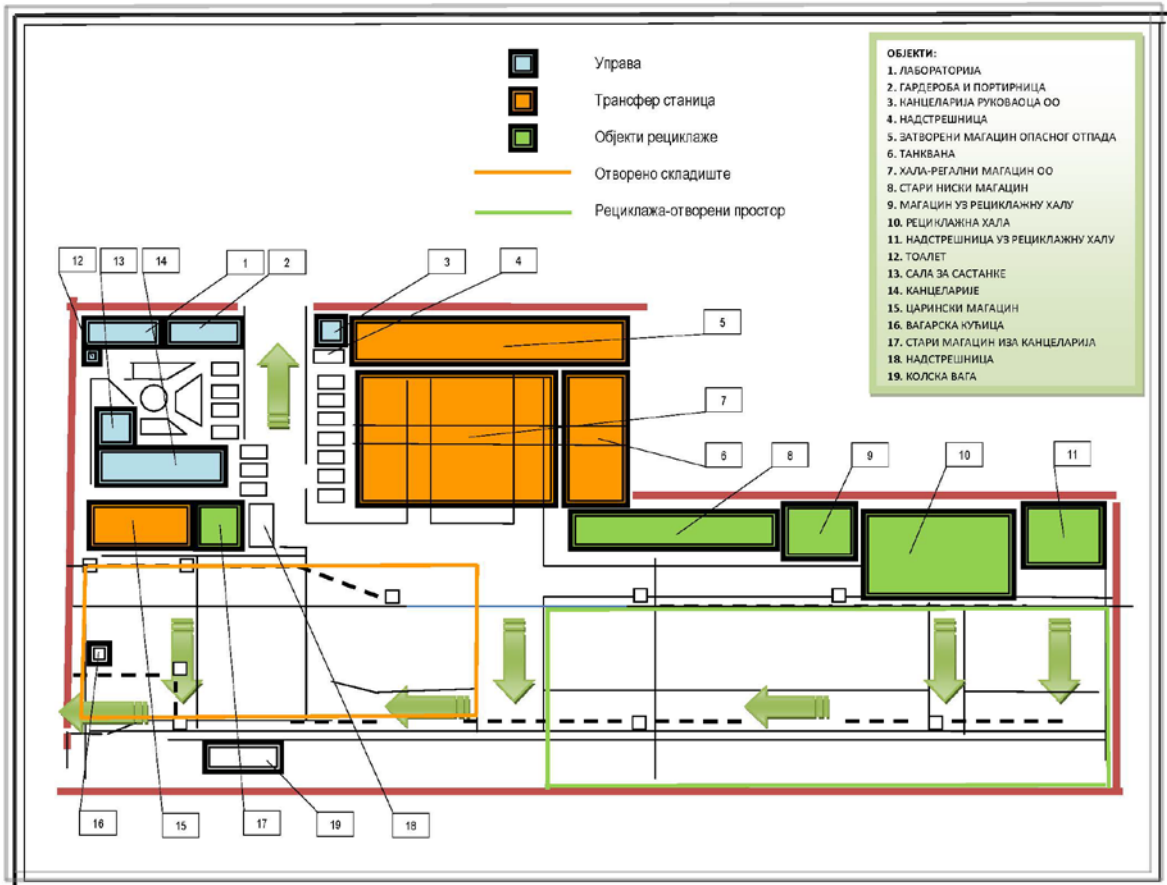 Управа
Трансфер станица
Објекти рециклаже
Отворено складиште
Рециклажа-отворени простор
ОБЈЕКТИ:
1. ЛАБОРАТОРИЈА
2. ГАРДЕРОБА И ПОРТИРНИЦА
3. КАНЦЕЛАРИЈА РУКОВАОЦА ОО
4. НАДСТРЕШНИЦА
5. ЗАТВОРЕНИ МАГАЦИН ОПАСНОГ ОТПАДА
6. ТАНКВАНА
7. ХАЛА-РЕГАЛНИ МАГАЦИН ОО
8. СТАРИ НИСКИ МАГАЦИН
9. МАГАЦИН УЗ РЕЦИКЛАЖНУ ХАЛУ
10. РЕЦИКЛАЖНА ХАЛА
11. НАДСТРЕШНИЦА УЗ РЕЦИКЛАЖНУ ХАЛУ
12. ТОАЛЕТ
13. САЛА ЗА САСТАНКЕ
14. КАНЦЕЛАРИЈЕ
15. ЦАРИНСКИ МАГАЦИН
16. ВАГАРСКА КУЋИЦА
17. СТАРИ МАГАЦИН ИЗА КАНЦЕЛАРИЈА
18. НАДСТРЕШНИЦА
19. КОЛСКА ВАГА
12 13 14 1 2 3 4
5
7
6 8 9 10 11
16 15 17 19 18